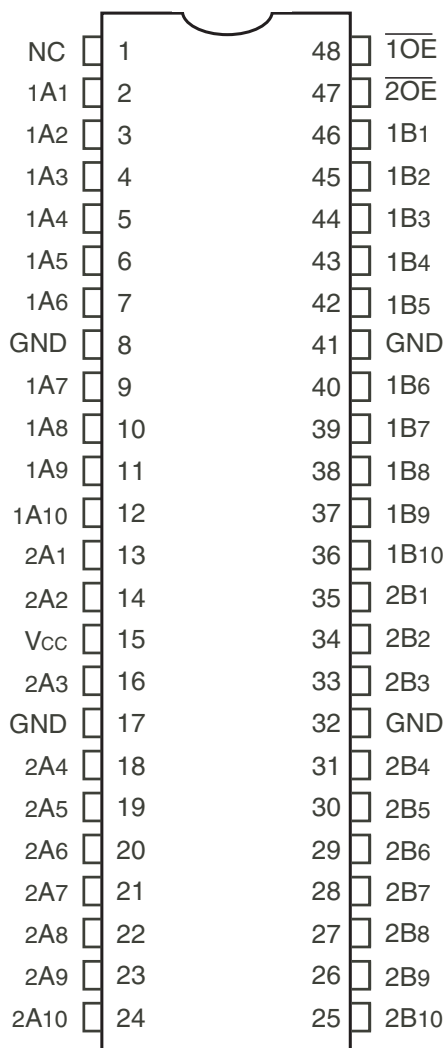 NC 1 48 1OE
1A1 2 47 2OE
1A2 3 46 1B1
1A3 4 45 1B2
1A4 5 44 1B3
1A5 6 43 1B4
1A6 7 42 1B5
GND 8 41 GND
1A7 9 40 1B6
1A8 10 39 1B7
1A9 11 38 1B8
1A10 12 37 1B9
2A1 13 36 1B10
2A2 14 35 2B1
VCC 15 34 2B2
2A3 16 33 2B3
GND 17 32 GND
2A4 18 31 2B4
2A5 19 30 2B5
2A6 20 29 2B6
2A7 21 28 2B7
2A8 22 27 2B8
2A9 23 26 2B9
2A10 24 25 2B10